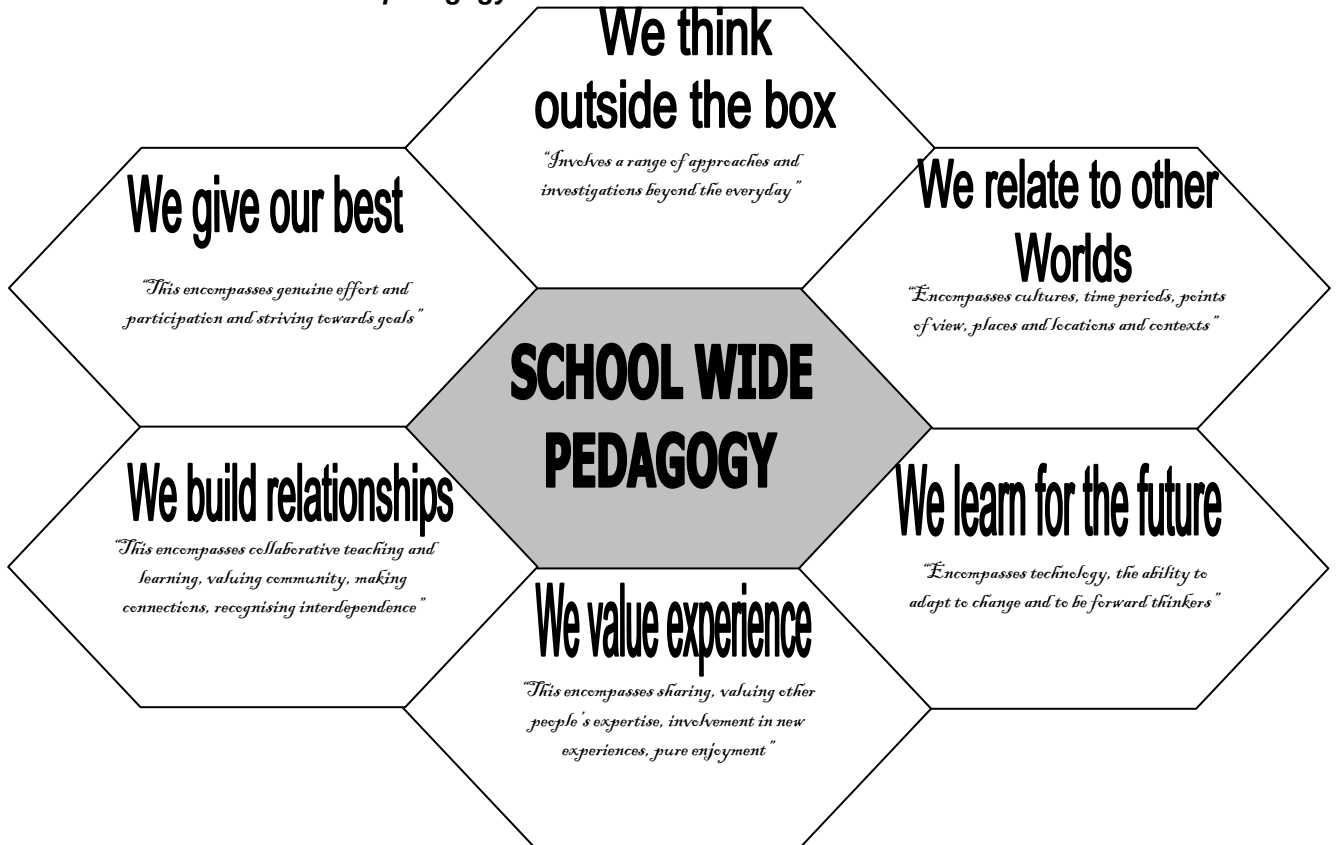 We think
outside the box
“Involves a range of approaches and
investigations beyond the everyday”
We give our best
“This encompasses genuine effort and
participation and striving towards goals”
We relate to other
Worlds
“Encompasses cultures, time periods, points
of view, places and locations and contexts”
SCHOOL WIDE
PEDAGOGY
We build relationships
“This encompasses collaborative teaching and
learning, valuing community, making
connections, recognising interdependence”
We learn for the future
“Encompasses technology, the ability to
adapt to change and to be forward thinkers”
We value experience
“This encompasses sharing, valuing other
people’s expertise, involvement in new
experiences, pure enjoyment”